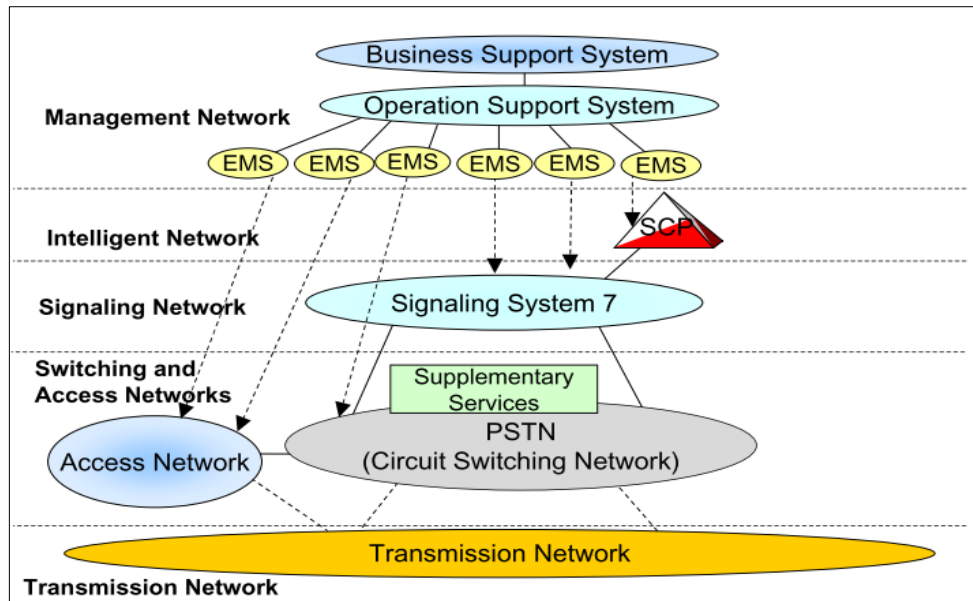 Business Support System
Operation Support System
Management Network
EMS EMS EMS EMS EMS EMS
Intelligent Network
SCP
Signaling System 7
Signaling Network
Switching and
Access Networks
Supplementary
Services
PSTN
(Circuit Switching Network)
Access Network
Transmission Network
Transmission Network